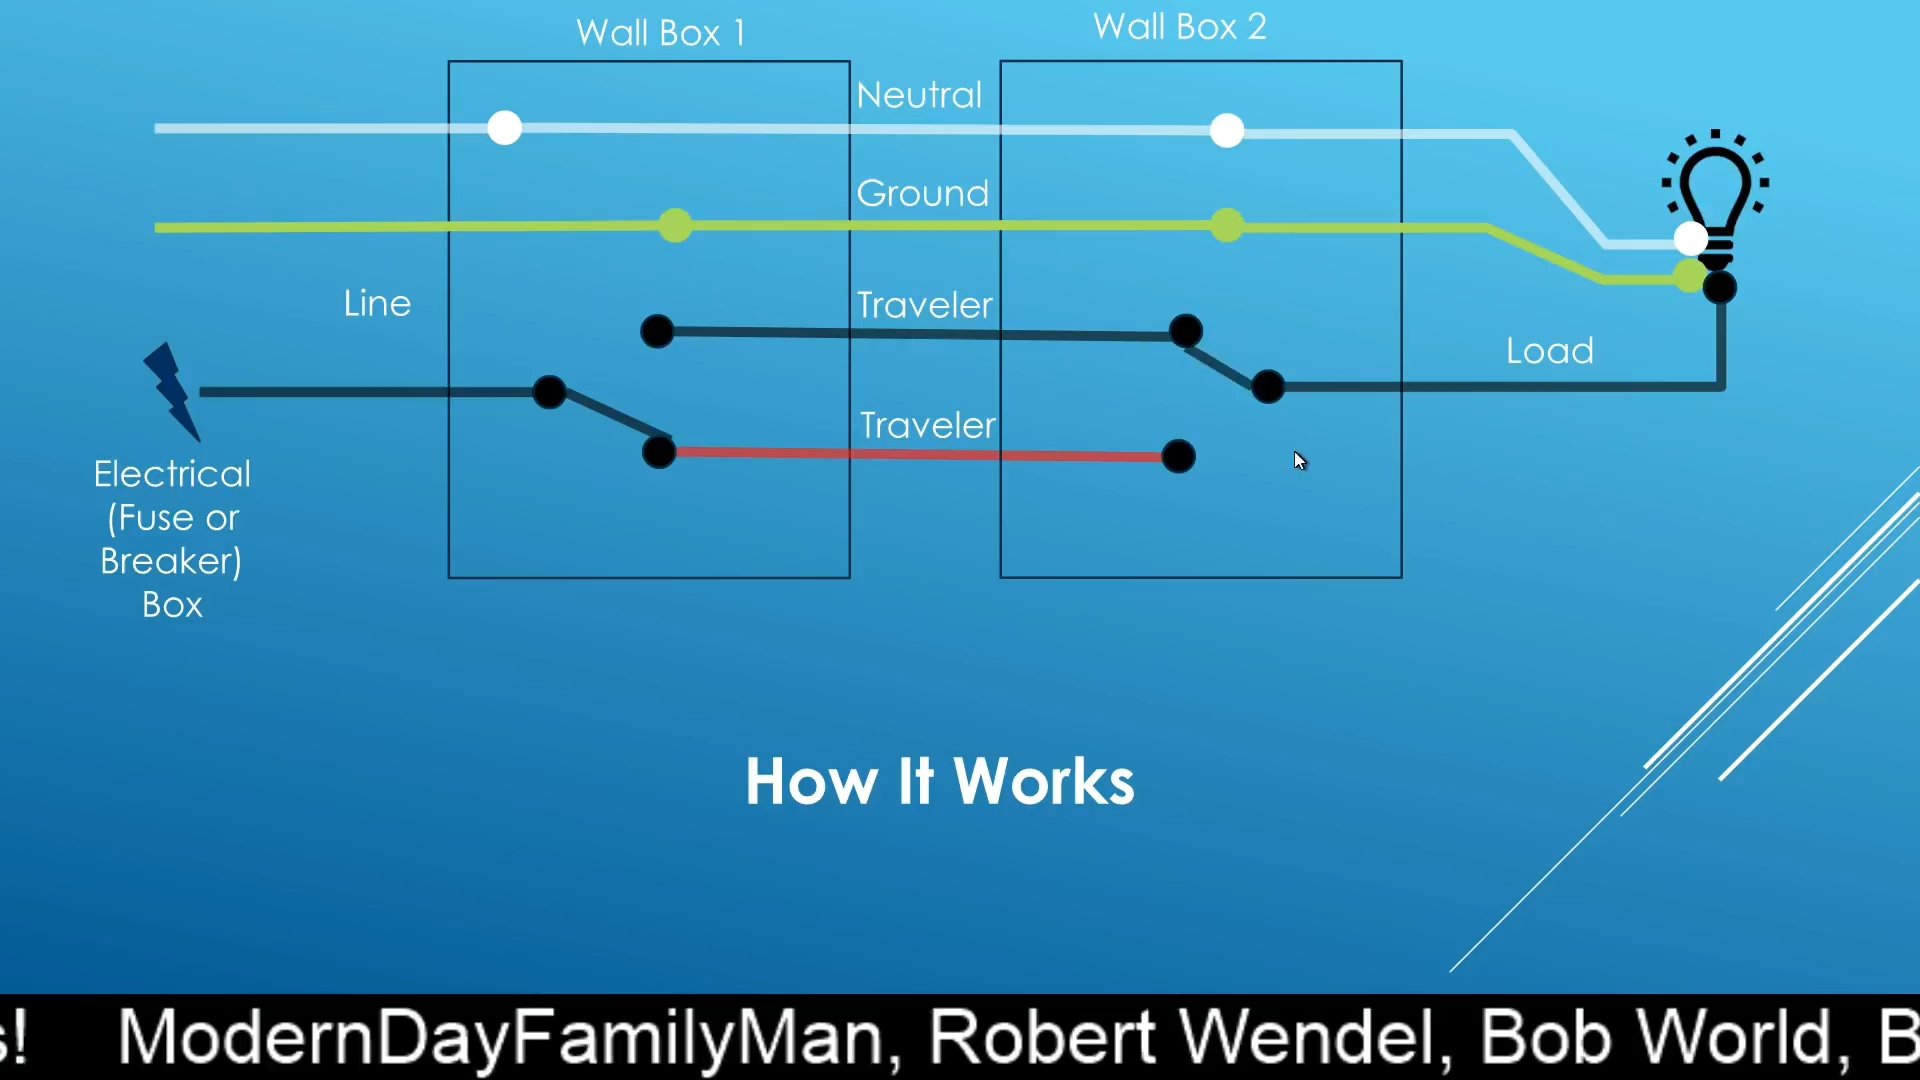 Wall Box 1
Wall Box 2
Neutral
Ground
Line
Traveler
Load
Traveler
Electrical
(Fuse or
Breaker)
Box
How It Works
s! ModernDayFamilyMan, Robert Wendel, Bob World, B